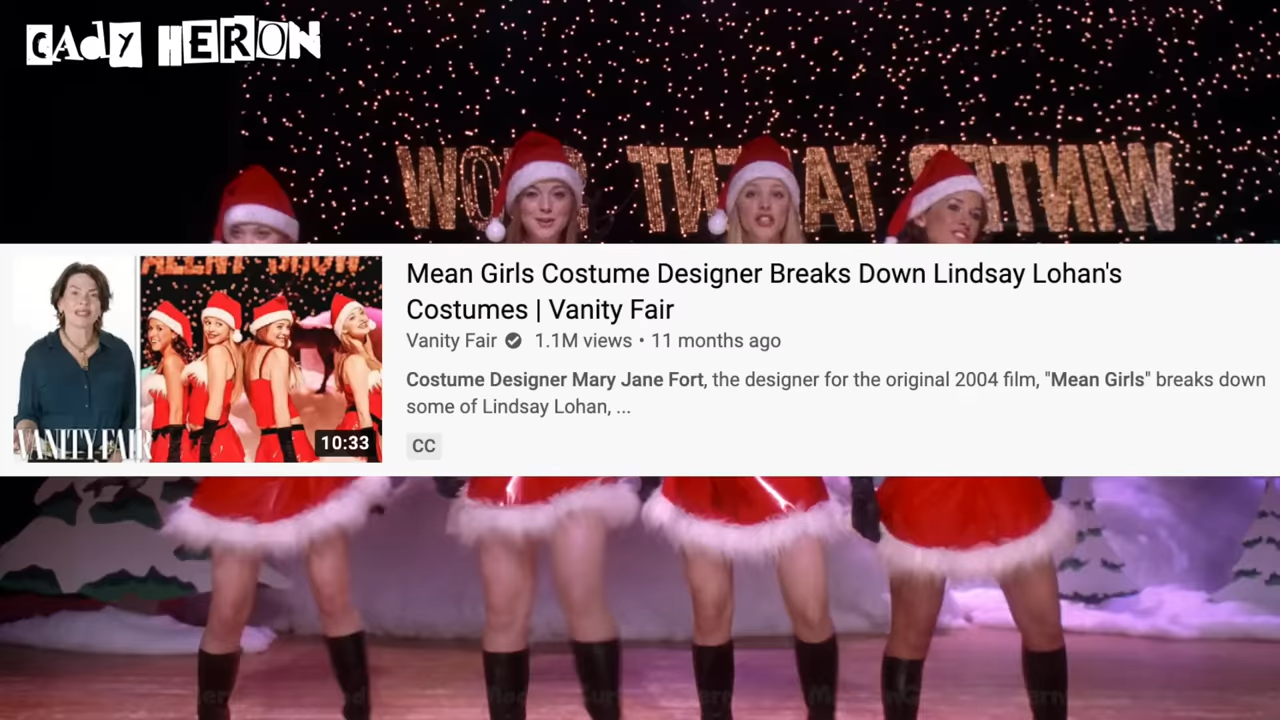 CADY HERON
Mean Girls Costume Designer Breaks Down Lindsay Lohan's
Costumes | Vanity Fair
Vanity Fair 1.1M views • 11 months ago
Costume Designer Mary Jane Fort, the designer for the original 2004 film, "Mean Girls" breaks down
some of Lindsay Lohan, ...
CC
VANITY FAIR
10:33